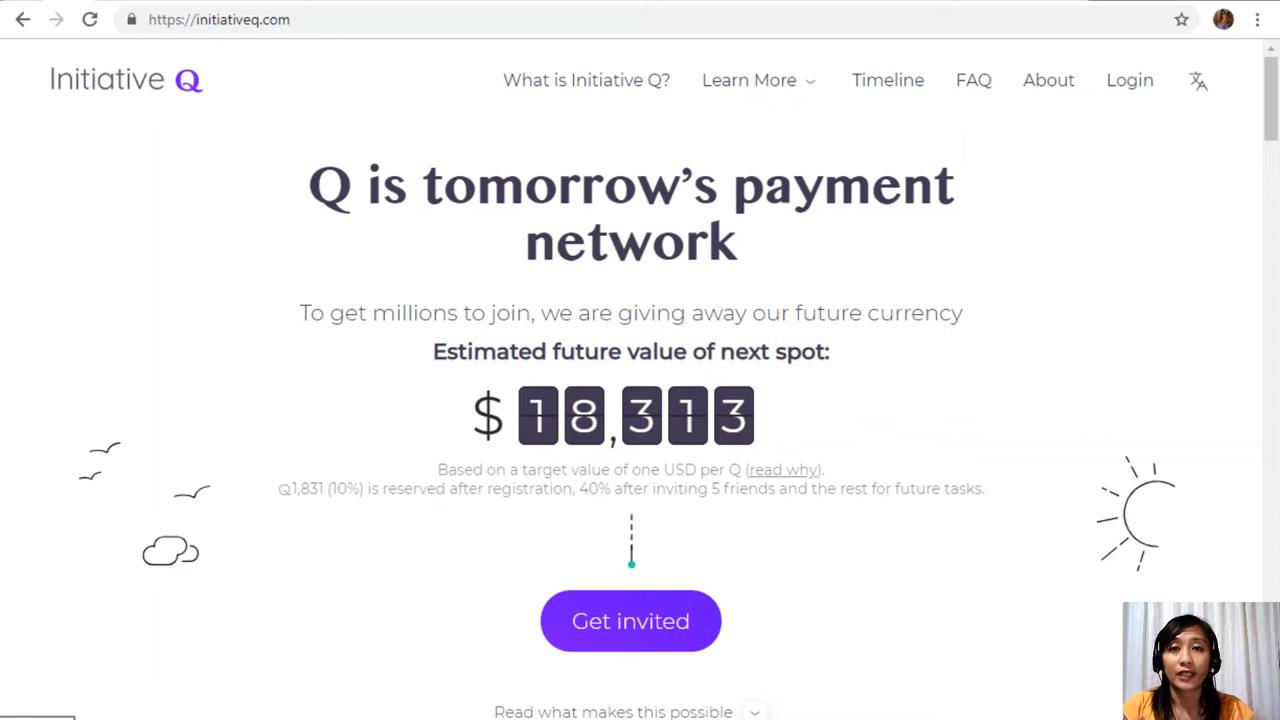 https://initiativeq.com
Initiative Q
What is Initiative Q?
Learn More
Timeline
FAQ
About
Login
Q is tomorrow's payment
network
To get millions to join, we are giving away our future currency
Estimated future value of next spot:
$ 18,313
Based on a target value of one USD per Q (read why).
Q1,831 (10%) is reserved after registration, 40% after inviting 5 friends and the rest for future tasks.
Get invited
Read what makes this possible